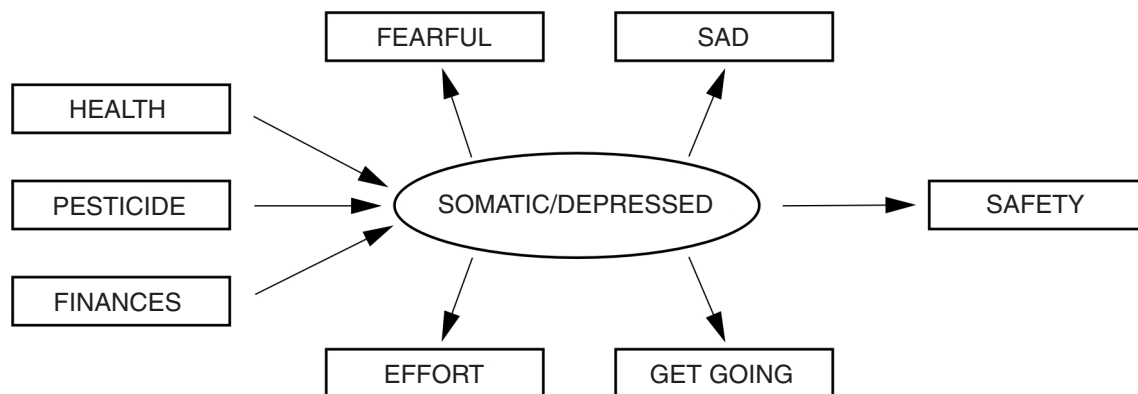 FEARFUL
SAD
HEALTH
PESTICIDE
SOMATIC/DEPRESSED
SAFETY
FINANCES
EFFORT
GET GOING